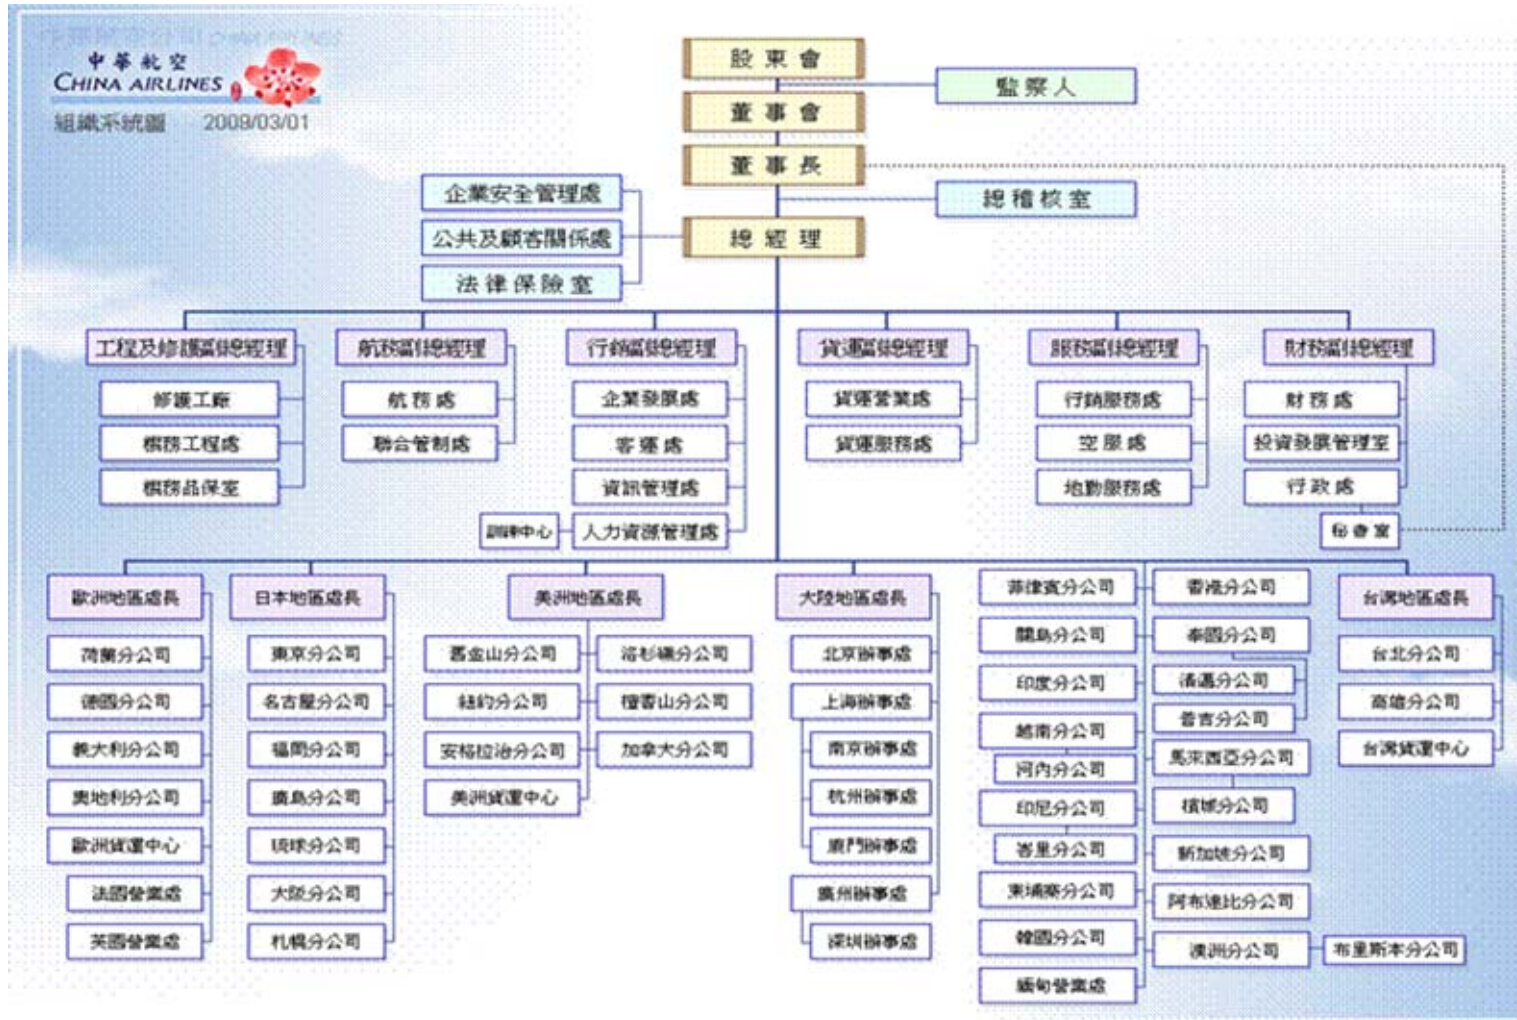 中華航空
CHINA AIRLINES
組織系統圖 2009/03/01
股東會
監察人
董事會
董事長
總稽核室
企業安全管理處
公共及顧客關係處
法律保險室
總經理
工程及修護副總經理
修護工廠
機務工程處
機務品保室
航務副總經理
航務處
聯合管制處
行銷副總經理
企業發展處
客運處
資訊管理處
人力資源管理處
訓練中心
貨運副總經理
貨運營業處
貨運服務處
服務副總經理
行銷服務處
空服處
地勤服務處
財務副總經理
財務處
投資發展管理室
行政處
秘書室
歐洲地區處長
荷蘭分公司
德國分公司
義大利分公司
奧地利分公司
歐洲貨運中心
法國營業處
英國營業處
日本地區處長
東京分公司
名古屋分公司
福岡分公司
廣島分公司
琉球分公司
大阪分公司
札幌分公司
美洲地區處長
舊金山分公司
洛杉磯分公司
紐約分公司
檀香山分公司
安格拉治分公司
加拿大分公司
美洲貨運中心
大陸地區處長
北京辦事處
上海辦事處
南京辦事處
杭州辦事處
廈門辦事處
廣州辦事處
深圳辦事處
菲律賓分公司
關島分公司
印度分公司
越南分公司
河內分公司
印尼分公司
峇里分公司
柬埔寨分公司
韓國分公司
緬甸營業處
香港分公司
泰國分公司
清邁分公司
普吉分公司
馬來西亞分公司
檳城分公司
新加坡分公司
阿布達比分公司
澳洲分公司
布里斯本分公司
台灣地區處長
台北分公司
高雄分公司
台灣貨運中心